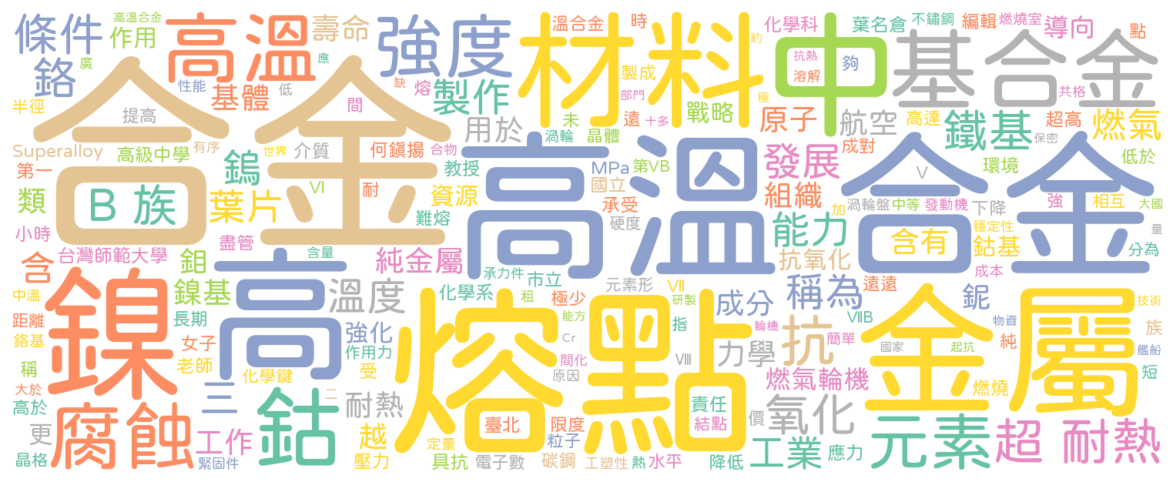 高溫合金
條件
作用
高溫
壽命
強度
溫合金
時
材料
化學科
葉名倉
不鏽鋼
編輯
燃燒室
導向
點
鉻
廣
性能
基體
應
低
缺
熔
製作
製成
約
中
抗熱
溶解
夠
基合金
共格
半徑
提高
合金
間
用於
部門
未
遠
戰略
十多
極
原子
航空
高達
鐵基
超高
保密
燃氣
Superalloy
高級中學
有序
世界
介質
何鎮揚
合物
渦輪
晶體
高溫合金
MPa
第VB
發展
成對
環境
低於
第一
鎢
教授
國立
V
類
B 族
葉片
VI
耐
資源
承受
組織
渦輪盤
中等
發動機
下降
強
相互
大國
小時
盡管
難熔
硬度
能力
加
含有
鈷基
穩定性
量
台灣師範大學
含量
純金屬
抗氧化
成本
分為
含
鉬
鎳
高
溫度
承力件
市立
元素形
VII
成分
稱為
遠遠
鈮
中溫
鎳基
化學系
租
極少
研製
VIIB
物資
技術
距離
長期
強化
能方
熔點
指
金屬
族
鉻基
女子
作用力
Cr
輪機
力學
抗
簡單
國家
起抗
純
艦船
稱
老師
化學鍵
受
間化
原因
VIII
燃氣輪機
燃燒
短
大於
高於
腐蝕
三
鈷
二
耐熱
臺北
限度
責任
結點
價
氧化
元素
超
耐熱
更
工作
越
定量
粒子
晶格
緊固件
壓力
具抗
電子數
碳鋼
工塑性
熱
水平
降低
工業
應力